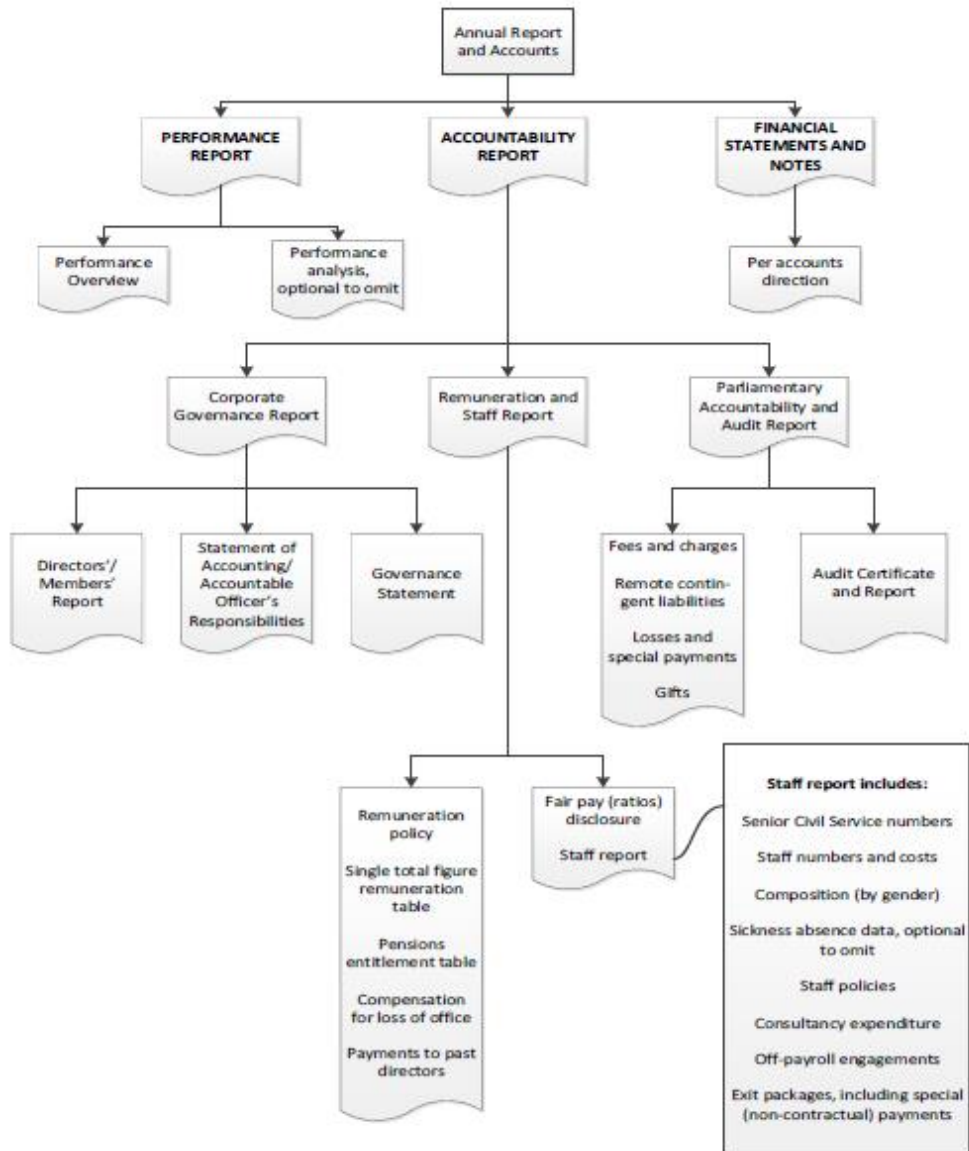 Annual Report
and Accounts
PERFORMANCE
REPORT
ACCOUNTABILITY
REPORT
FINANCIAL
STATEMENTS AND
NOTES
Performance
Overview
Performance
analysis,
optional to omit
Per accounts
direction
Corporate
Governance Report
Remuneration and
Staff Report
Parliamentary
Accountability and
Audit Report
Directors'/
Members'
Report
Statement of
Accounting/
Accountable
Officer's
Responsibilities
Governance
Statement
Fees and charges
Remote contin-
gent liabilities
Losses and
special payments
Gifts
Audit Certificate
and Report
Remuneration
policy
Single total figure
remuneration
table
Pensions
entitlement table
Compensation
for loss of office
Payments to past
directors
Fair pay (ratios)
disclosure
Staff report
Staff report includes:
Senior Civil Service numbers
Staff numbers and costs
Composition (by gender)
Sickness absence data, optional
to omit
Staff policies
Consultancy expenditure
Off-payroll engagements
Exit packages, including special
(non-contractual) payments